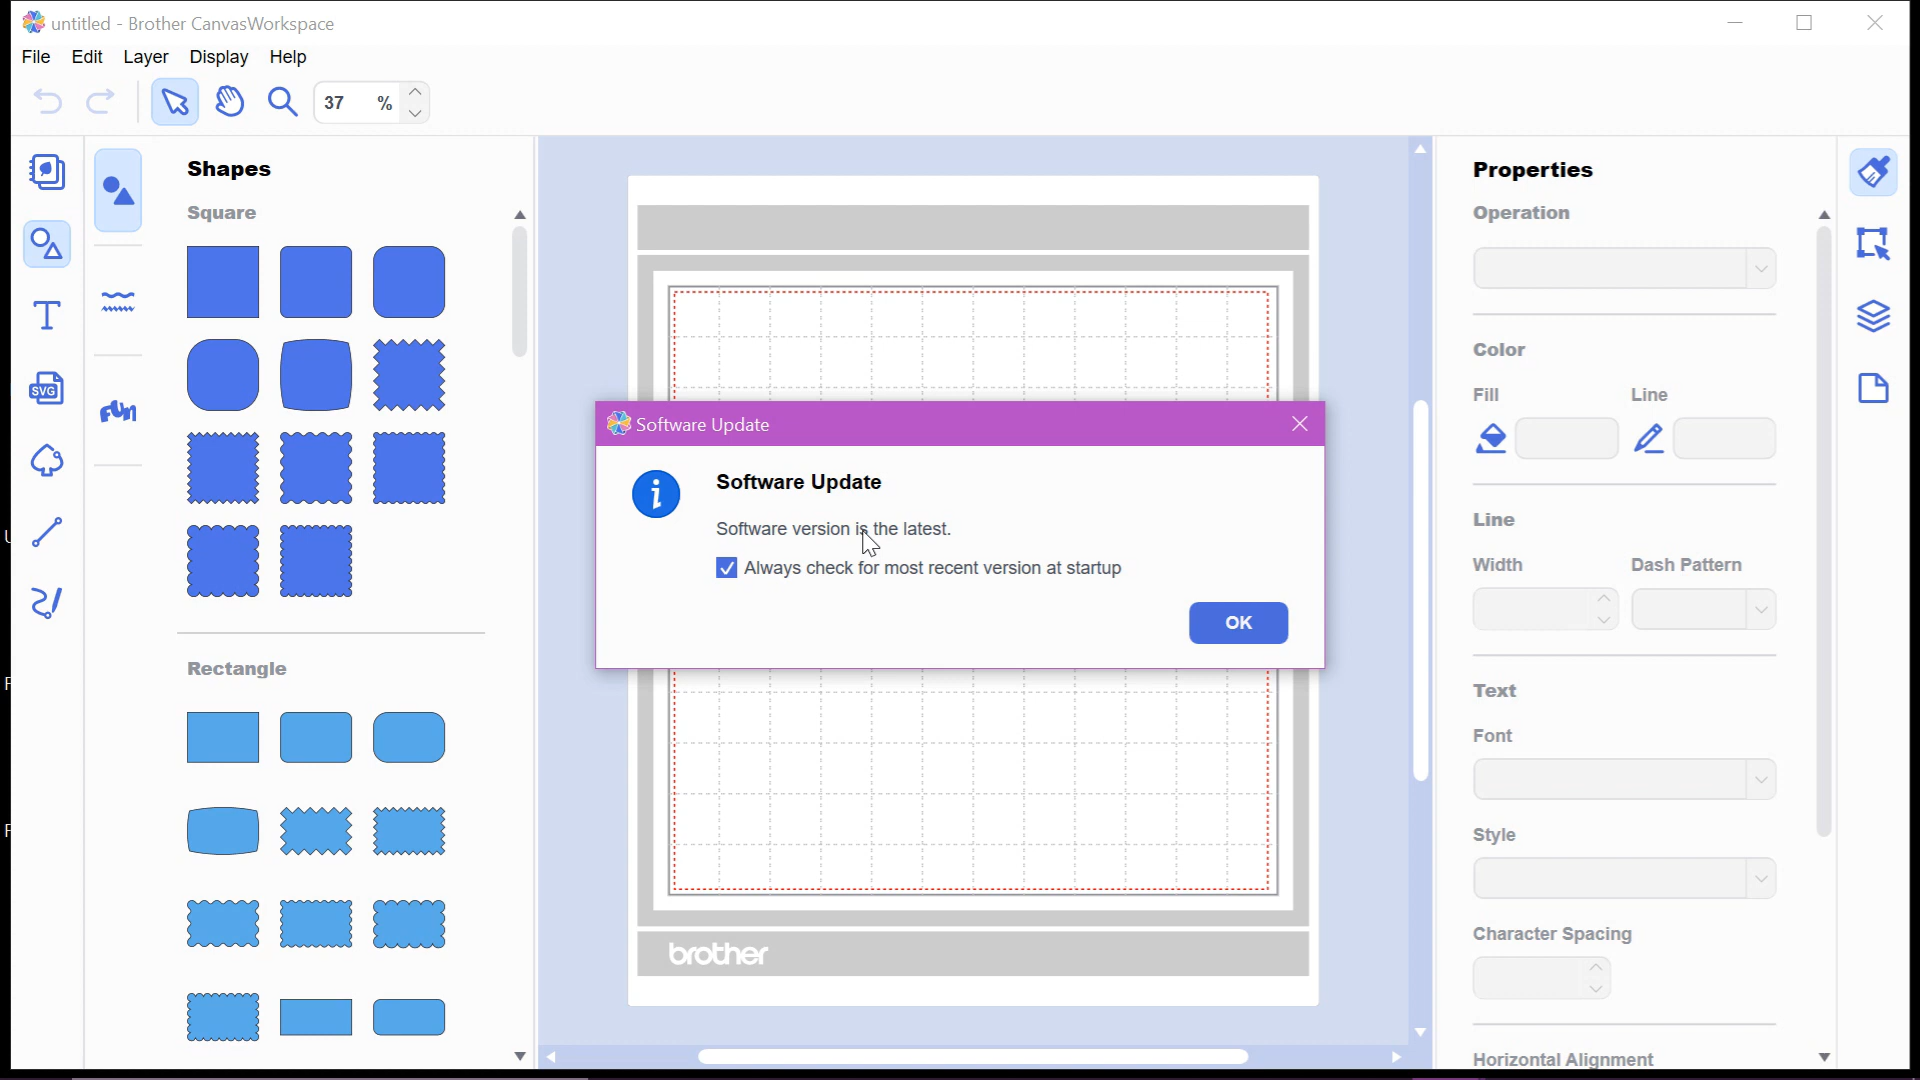 untitled - Brother CanvasWorkspace
File Edit Layer Display Help
37 %
Shapes
Square
Rectangle
SVG
Fun
Software Update
Software Update
Software version is the latest.
Always check for most recent version at startup
OK
brother
Properties
Operation
Color
Fill Line
Line
Width Dash Pattern
Text
Font
Style
Character Spacing
Horizontal Alignment